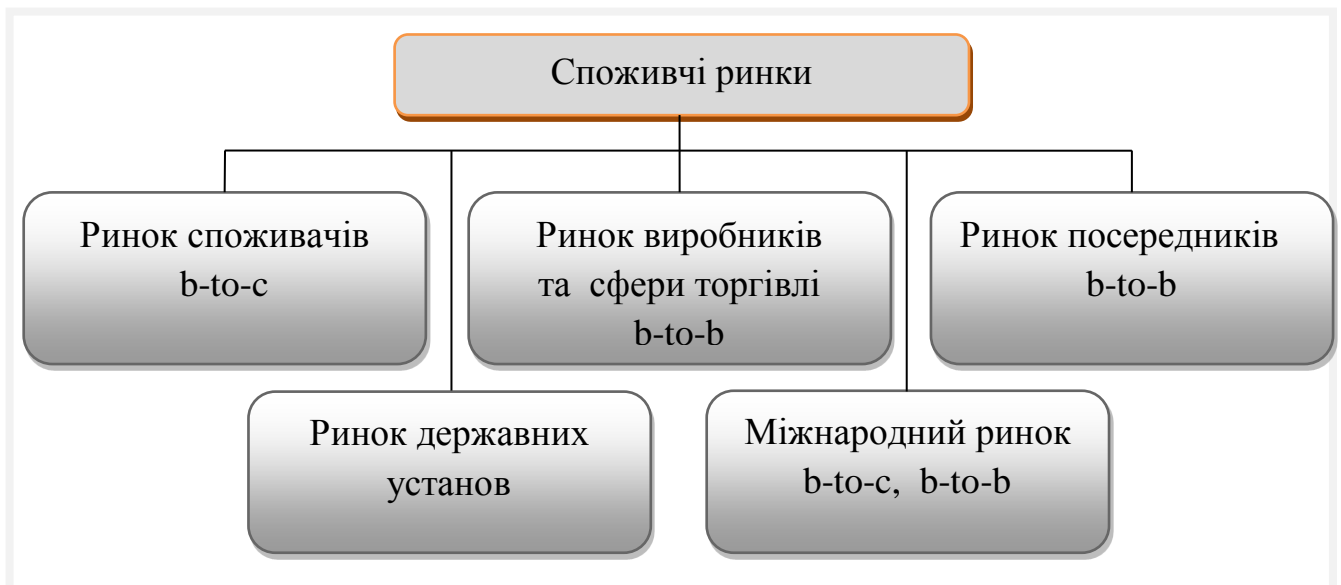 Споживчі ринки
Ринок споживачів
b-to-c
Ринок виробників
та сфери торгівлі
b-to-b
Ринок посередників
b-to-b
Ринок державних
установ
Міжнародний ринок
b-to-c, b-to-b